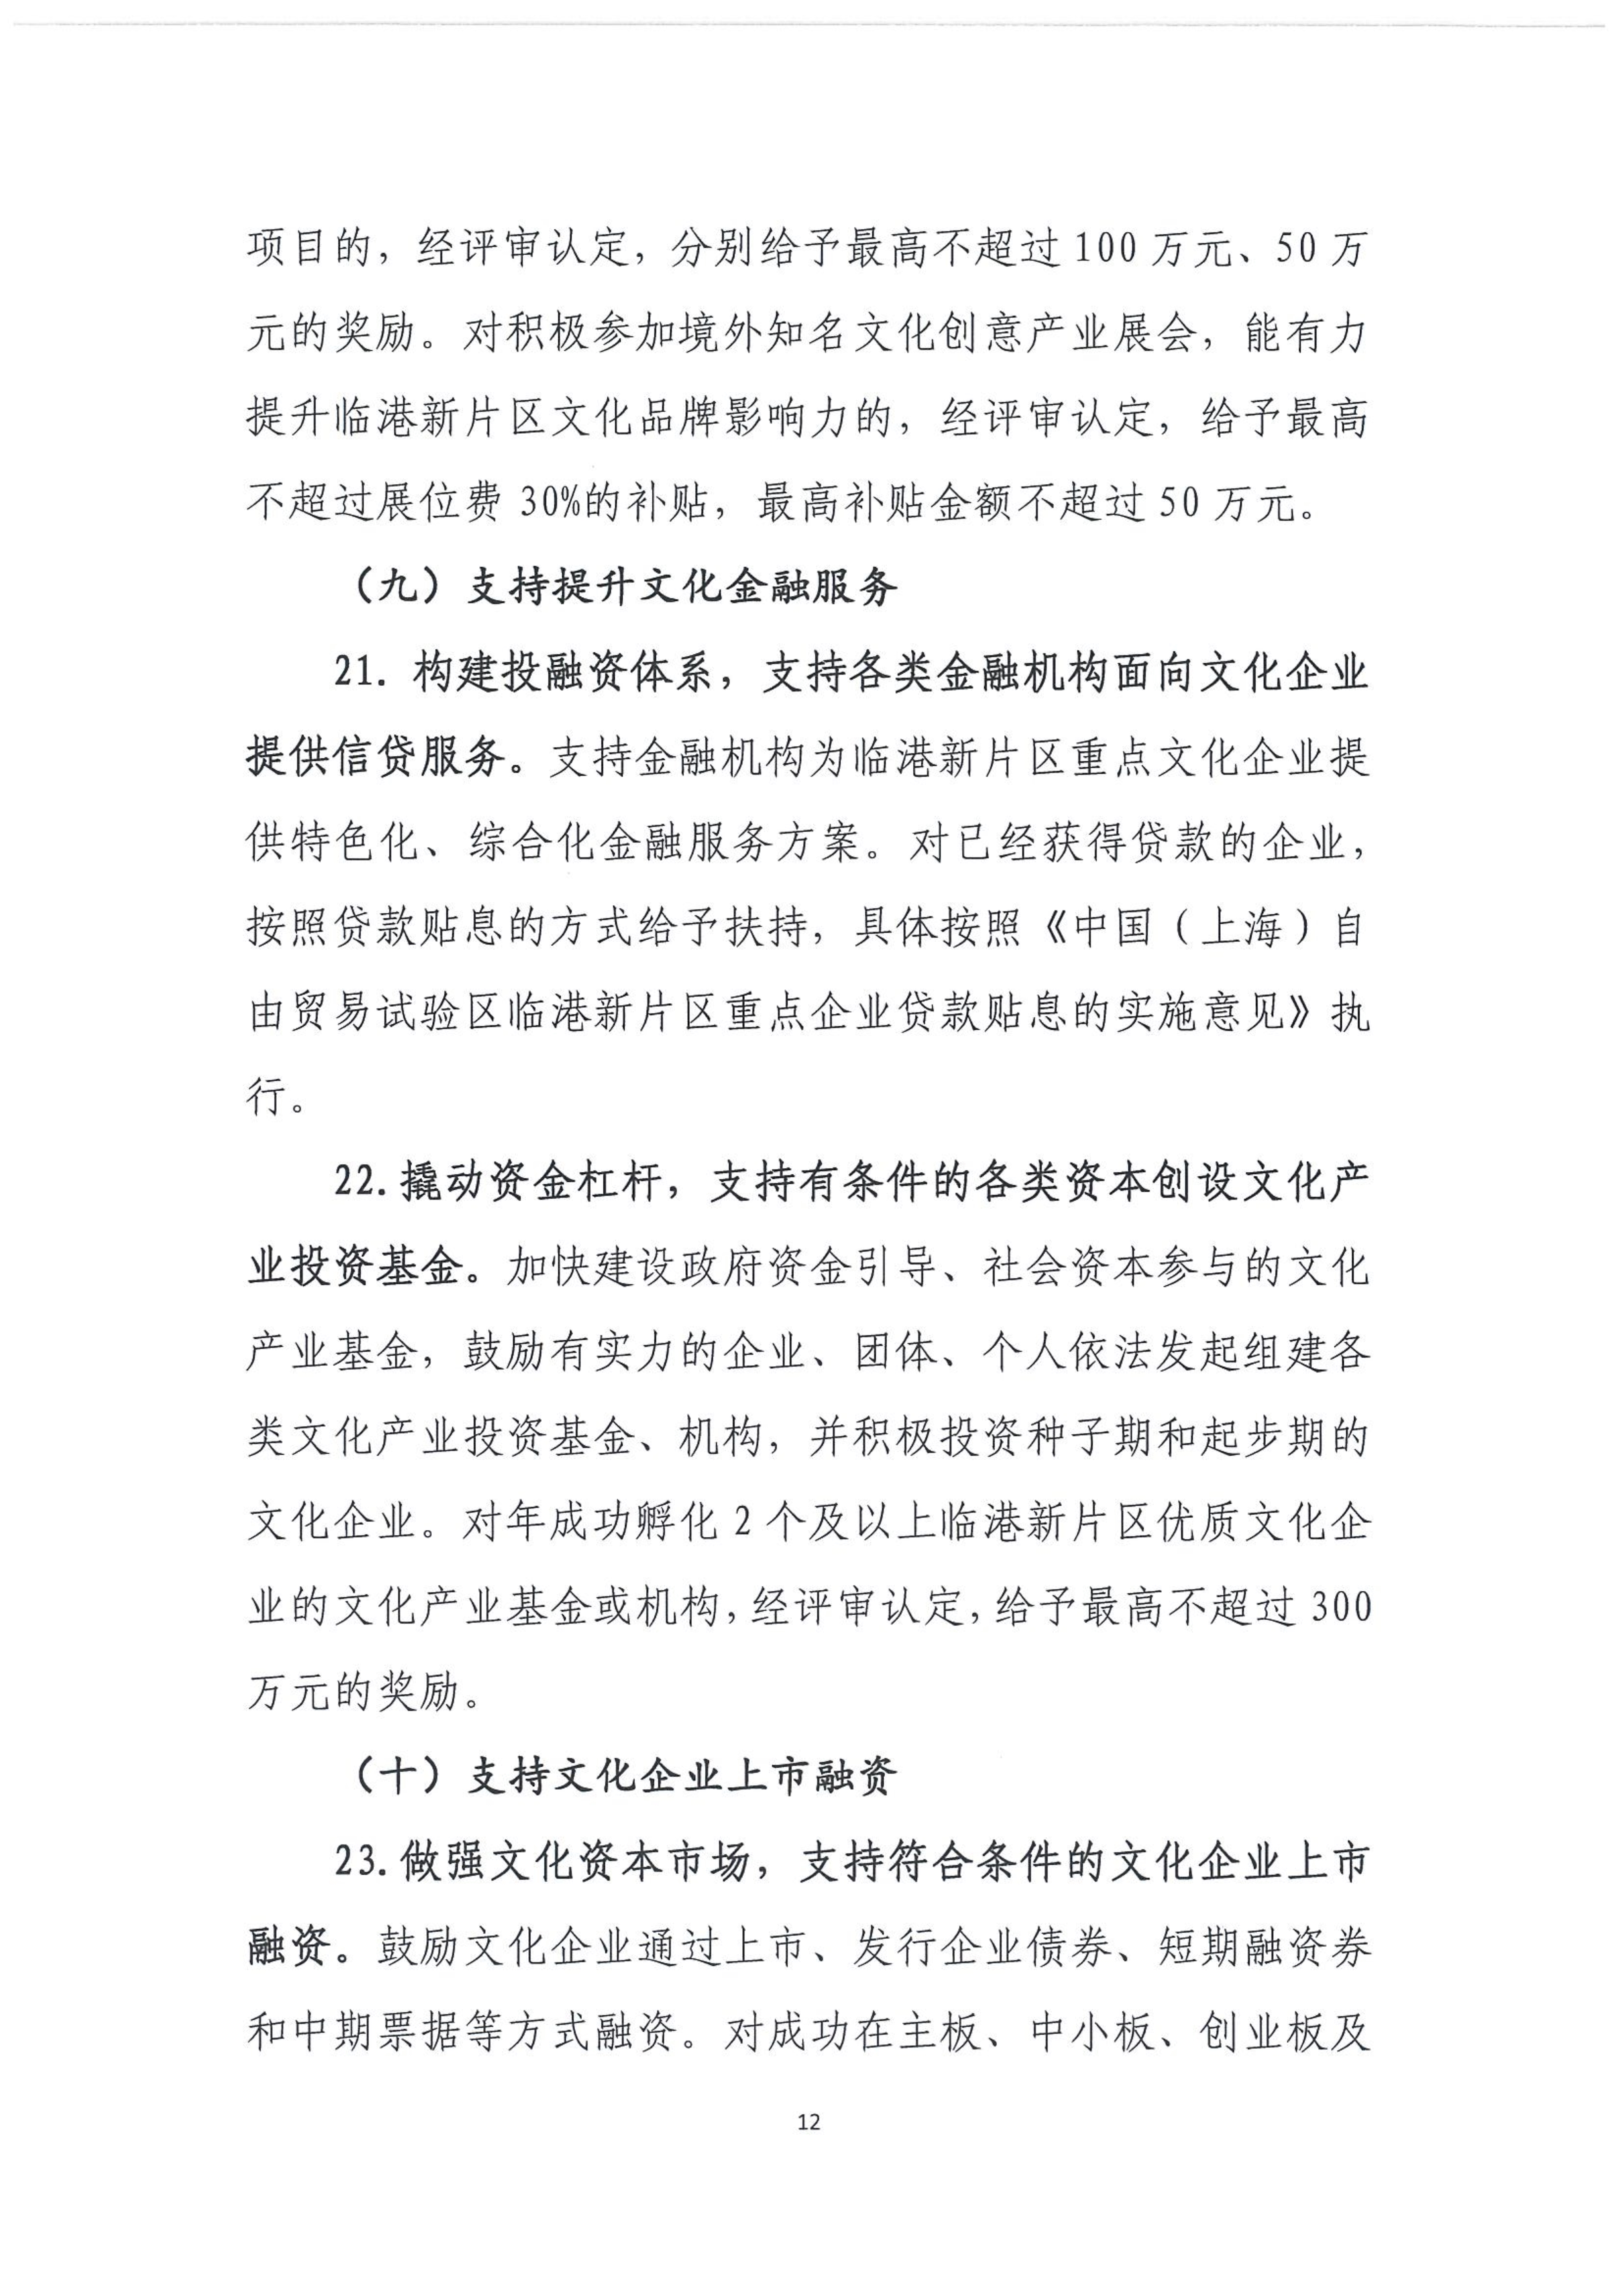 项目的，经评审认定，分别给予最高不超过 100 万元、50 万
元的奖励。对积极参加境外知名文化创意产业展会，能有力
提升临港新片区文化品牌影响力的，经评审认定，给予最高
不超过展位费 30%的补贴，最高补贴金额不超过 50 万元。
（九）支持提升文化金融服务
21. 构建投融资体系，支持各类金融机构面向文化企业
提供信贷服务。支持金融机构为临港新片区重点文化企业提
供特色化、综合化金融服务方案。对已经获得贷款的企业，
按照贷款贴息的方式给予扶持，具体按照《中国（上海）自
由贸易试验区临港新片区重点企业贷款贴息的实施意见》执
行。
22. 撬动资金杠杆，支持有条件的各类资本创设文化产
业投资基金。加快建设政府资金引导、社会资本参与的文化
产业基金，鼓励有实力的企业、团体、个人依法发起组建各
类文化产业投资基金、机构，并积极投资种子期和起步期的
文化企业。对年成功孵化 2 个及以上临港新片区优质文化企
业的文化产业基金或机构，经评审认定，给予最高不超过 300
万元的奖励。
（十）支持文化企业上市融资
23. 做强文化资本市场，支持符合条件的文化企业上市
融资。鼓励文化企业通过上市、发行企业债券、短期融资券
和中期票据等方式融资。对成功在主板、中小板、创业板及
12